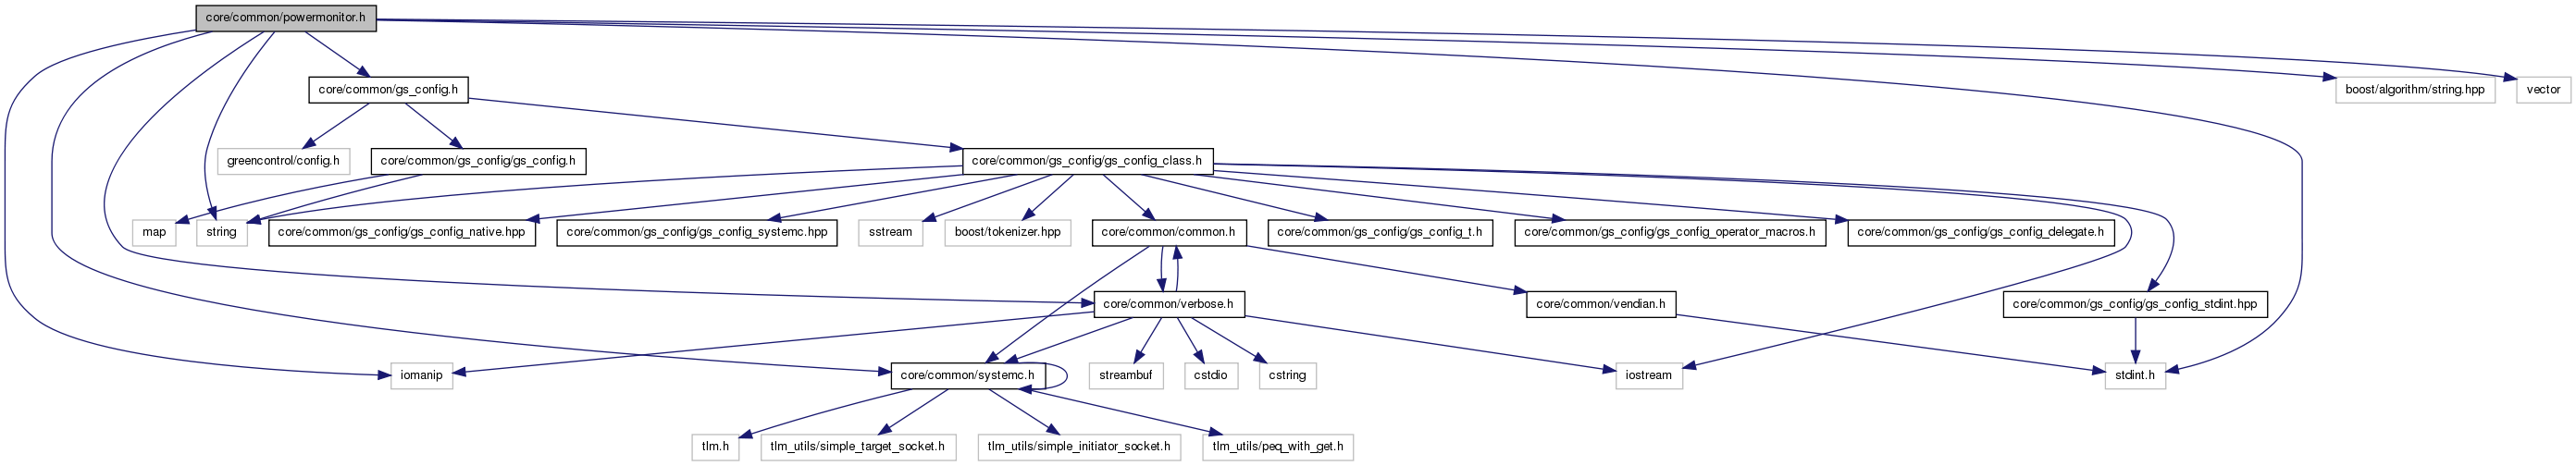 core/common/powermonitor.h
core/common/gs_config.h
boost/algorithm/string.hpp
vector
greencontrol/config.h
core/common/gs_config/gs_config.h
core/common/gs_config/gs_config_class.h
map
string
core/common/gs_config/gs_config_native.hpp
core/common/gs_config/gs_config_systemc.hpp
sstream
boost/tokenizer.hpp
core/common/common.h
core/common/gs_config/gs_config_t.h
core/common/gs_config/gs_config_operator_macros.h
core/common/gs_config/gs_config_delegate.h
core/common/verbose.h
core/common/vendian.h
core/common/gs_config/gs_config_stdint.hpp
iomanip
core/common/systemc.h
streambuf
cstdio
cstring
iostream
stdint.h
tlm.h
tlm_utils/simple_target_socket.h
tlm_utils/simple_initiator_socket.h
tlm_utils/peq_with_get.h